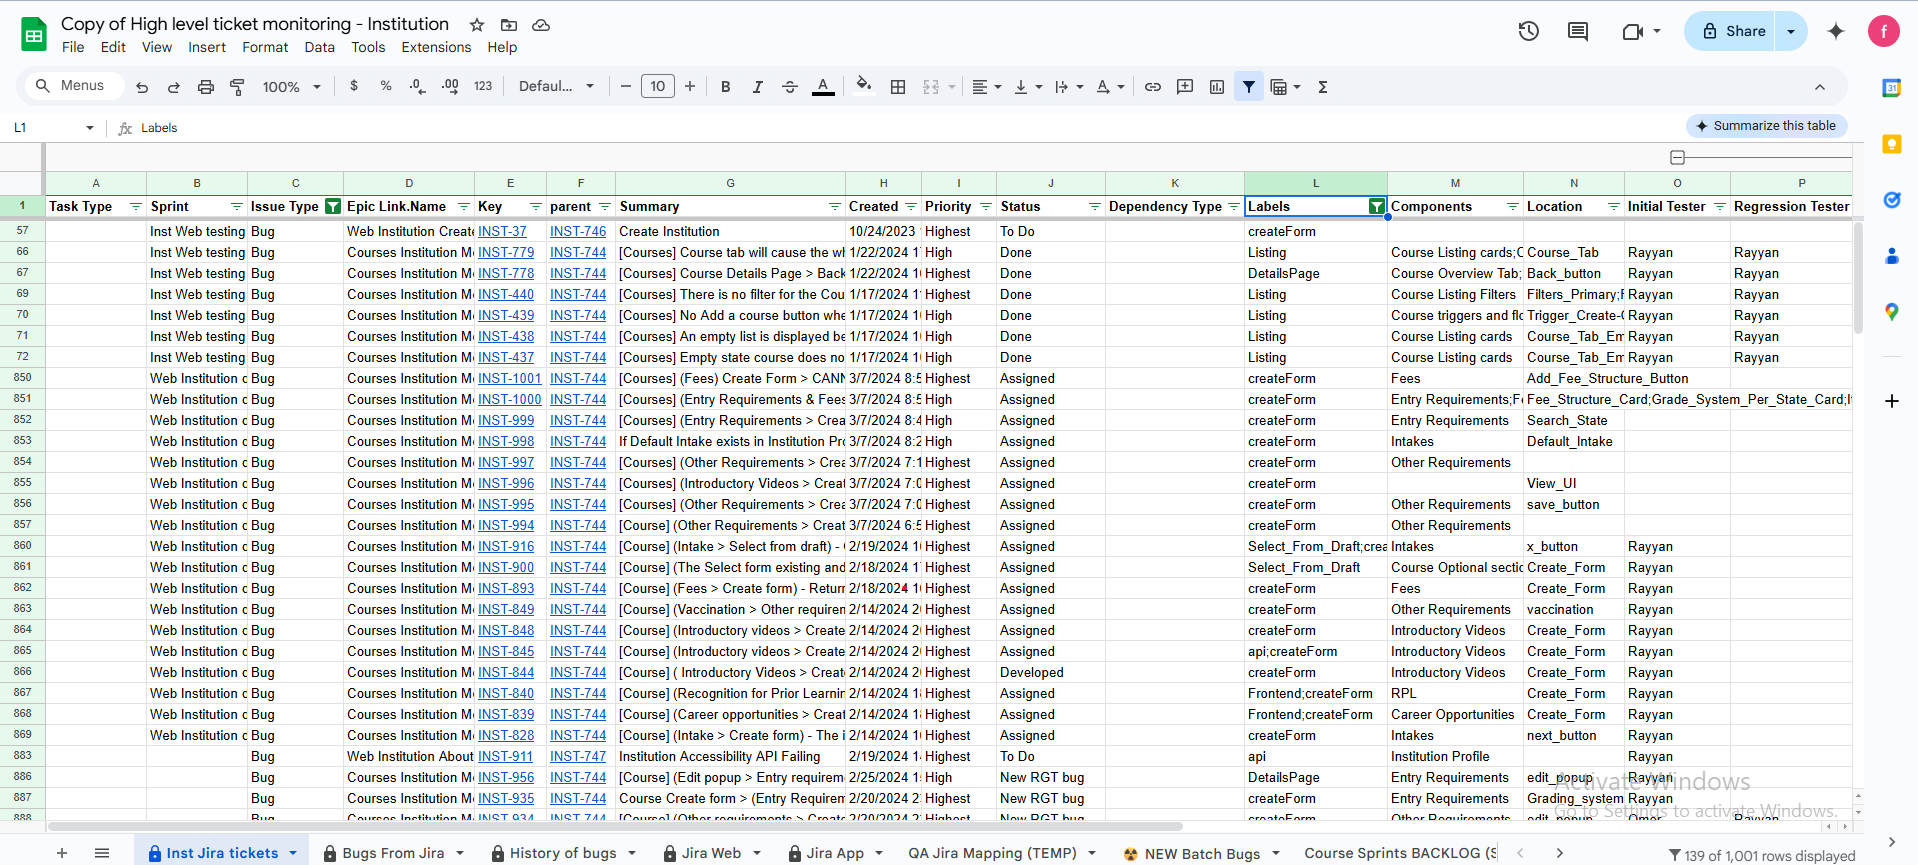 Copy of High level ticket monitoring - Institution
File Edit View Insert Format Data Tools Extensions Help
Share
f
Menus 100% $ % .0 .00 123 Defaul... 10 B I A
L1 fx Labels
Summarize this table
A B C D E F G H I J K L M N O P
1 Task Type Sprint Issue Type Epic Link.Name Key parent Summary Created Priority Status Dependency Type Labels Components Location Initial Tester Regression Tester
57 Inst Web testing Bug Web Institution Create INST-37 INST-746 Create Institution 10/24/2023 Highest To Do createForm
66 Inst Web testing Bug Courses Institution M INST-779 INST-744 [Courses] Course tab will cause the wh 1/22/2024 1 High Done Listing Course Listing cards;C Course_Tab Rayyan Rayyan
67 Inst Web testing Bug Courses Institution M INST-778 INST-744 [Courses] Course Details Page > Back 1/22/2024 1 Highest Done DetailsPage Course Overview Tab; Back_button Rayyan Rayyan
69 Inst Web testing Bug Courses Institution M INST-440 INST-744 [Courses] There is no filter for the Cou 1/17/2024 1 Highest Done Listing Course Listing Filters Filters_Primary;F Rayyan Rayyan
70 Inst Web testing Bug Courses Institution M INST-439 INST-744 [Courses] No Add a course button whe 1/17/2024 1 High Done Listing Course triggers and flo Trigger_Create-C Rayyan Rayyan
71 Inst Web testing Bug Courses Institution M INST-438 INST-744 [Courses] An empty list is displayed be 1/17/2024 1 High Done Listing Course Listing cards Course_Tab_Em Rayyan Rayyan
72 Inst Web testing Bug Courses Institution M INST-437 INST-744 [Courses] Empty state course does no 1/17/2024 1 High Done Listing Course Listing cards Course_Tab_Em Rayyan Rayyan
850 Web Institution c Bug Courses Institution M INST-1001 INST-744 [Courses] (Fees) Create Form > CANN 3/7/2024 8:5 Highest Assigned createForm Fees Add_Fee_Structure_Button
851 Web Institution c Bug Courses Institution M INST-1000 INST-744 [Courses] (Entry Requirements & Fees 3/7/2024 8:5 High Assigned createForm Entry Requirements;Fe Fee_Structure_Card;Grade_System_Per_State_Card;I
852 Web Institution c Bug Courses Institution M INST-999 INST-744 [Courses] (Entry Requirements > Crea 3/7/2024 8:4 High Assigned createForm Entry Requirements Search_State
853 Web Institution c Bug Courses Institution M INST-998 INST-744 If Default Intake exists in Institution Pro 3/7/2024 8:2 High Assigned createForm Intakes Default_Intake
854 Web Institution c Bug Courses Institution M INST-997 INST-744 [Courses] (Other Requirements > Crea 3/7/2024 7:1 Highest Assigned createForm Other Requirements
855 Web Institution c Bug Courses Institution M INST-996 INST-744 [Courses] (Introductory Videos > Creat 3/7/2024 7:0 Highest Assigned createForm View_UI
856 Web Institution c Bug Courses Institution M INST-995 INST-744 [Courses] (Other Requirements > Crea 3/7/2024 7:0 Highest Assigned createForm Other Requirements save_button
857 Web Institution c Bug Courses Institution M INST-994 INST-744 [Course] (Other Requirements > Creat 3/7/2024 6:5 Highest Assigned createForm Other Requirements
860 Web Institution c Bug Courses Institution M INST-916 INST-744 [Course] (Intake > Select from draft) - 2/19/2024 1 Highest Assigned Select_From_Draft;crea Intakes x_button Rayyan
861 Web Institution c Bug Courses Institution M INST-900 INST-744 [Course] (The Select form existing and 2/18/2024 1 Highest Assigned Select_From_Draft Course Optional sectic Create_Form Rayyan
862 Web Institution c Bug Courses Institution M INST-893 INST-744 [Course] (Fees > Create form) - Return 2/18/2024 1 Highest Assigned createForm Fees Create_Form Rayyan
863 Web Institution c Bug Courses Institution M INST-849 INST-744 [Course] (Vaccination > Other requiren 2/14/2024 2 Highest Assigned createForm Other Requirements vaccination Rayyan
864 Web Institution c Bug Courses Institution M INST-848 INST-744 [Course] (Introductory videos > Create 2/14/2024 2 Highest Assigned createForm Introductory Videos Create_Form Rayyan
865 Web Institution c Bug Courses Institution M INST-845 INST-744 [Course] (Introductory videos > Create 2/14/2024 2 Highest Assigned api;createForm Introductory Videos Create_Form Rayyan
866 Web Institution c Bug Courses Institution M INST-844 INST-744 [Course] ( Introductory Videos > Creat 2/14/2024 2 Highest Developed createForm Introductory Videos Create_Form Rayyan
867 Web Institution c Bug Courses Institution M INST-840 INST-744 [Course] (Recognition for Prior Learnin 2/14/2024 1 Highest Assigned Frontend;createForm RPL Create_Form Rayyan
868 Web Institution c Bug Courses Institution M INST-839 INST-744 [Course] (Career opportunities > Creat 2/14/2024 1 Highest Assigned Frontend;createForm Career Opportunities Create_Form Rayyan
869 Web Institution c Bug Courses Institution M INST-828 INST-744 [Course] (Intake > Create form) - The i 2/14/2024 1 Highest Assigned createForm Intakes next_button Rayyan
883 Bug Web Institution About INST-911 INST-747 Institution Accessibility API Failing 2/19/2024 1 Highest To Do api Institution Profile Rayyan
886 Bug Courses Institution M INST-956 INST-744 [Course] (Edit popup > Entry requirem 2/25/2024 1 High New RGT bug DetailsPage Entry Requirements edit_popup Rayyan
887 Bug Courses Institution M INST-935 INST-744 Course Create form > (Entry Requirem 2/20/2024 2 Highest New RGT bug createForm Entry Requirements Grading_system Rayyan
888 Bug Courses Institution M INST-934 INST-744 [Course] (Other requirements > Create 2/20/2024 2 Highest New RGT bug createForm Other Requirements edit_popup Omer Rayyan
Activate Windows
Go to Settings to activate Windows.
Inst Jira tickets Bugs From Jira History of bugs Jira Web Jira App QA Jira Mapping (TEMP) NEW Batch Bugs Course Sprints BACKLOG (S
139 of 1,001 rows displayed